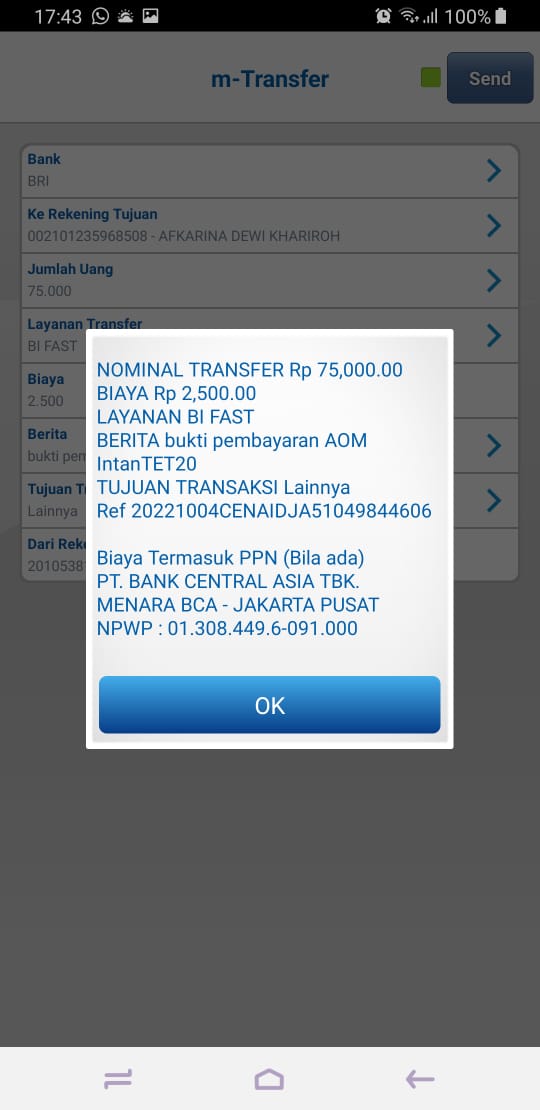 17:43 100%
m-Transfer
Send
Bank
BRI
Ke Rekening Tujuan
002101235968508 - AFKARINA DEWI KHARIROH
Jumlah Uang
75.000
Layanan Transfer
BI FAST
Biaya
2.500
Berita
bukti pem
Tujuan T
Lainnya
Dari Reke
2010538
NOMINAL TRANSFER Rp 75,000.00
BIAYA Rp 2,500.00
LAYANAN BI FAST
BERITA bukti pembayaran AOM
IntanTET20
TUJUAN TRANSAKSI Lainnya
Ref 20221004CENAIDJA51049844606
Biaya Termasuk PPN (Bila ada)
PT. BANK CENTRAL ASIA TBK.
MENARA BCA - JAKARTA PUSAT
NPWP : 01.308.449.6-091.000
OK